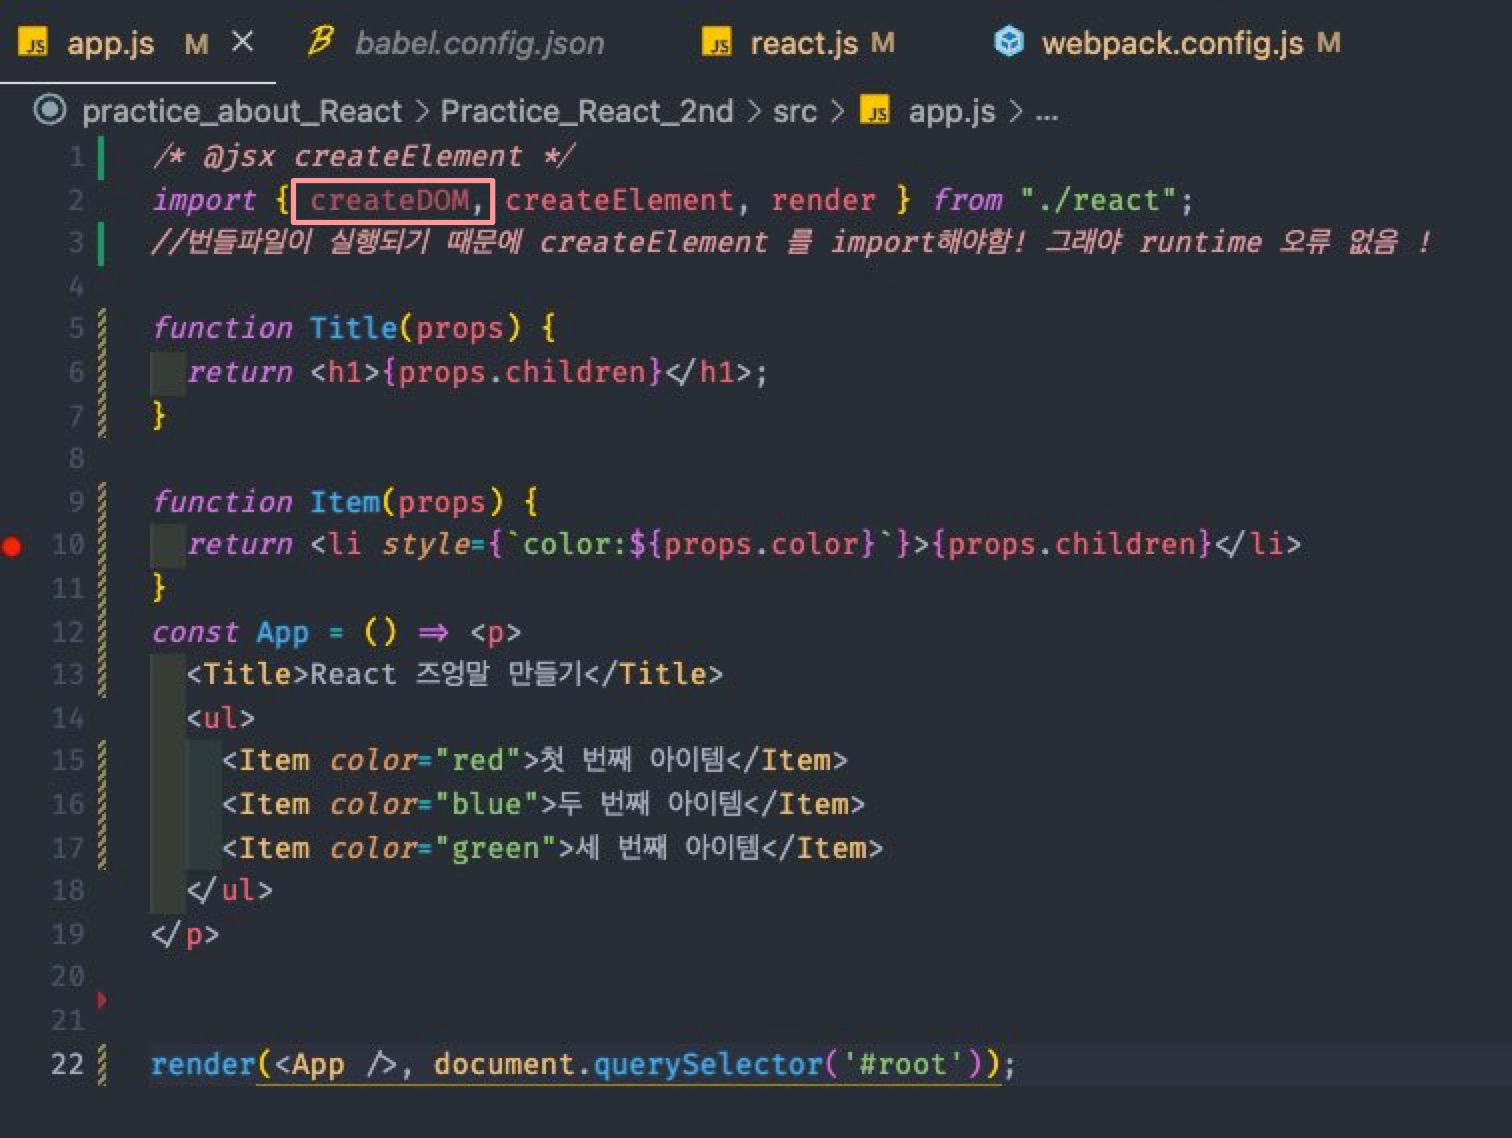 JS app.js M ×
babel.config.json
JS react.js M
webpack.config.js M
practice_about_React > Practice_React_2nd > src > JS app.js > ...
1 /* @jsx createElement */
2 import { createDOM, createElement, render } from "./react";
3 //번들파일이 실행되기 때문에 createElement 를 import해야함! 그래야 runtime 오류 없음 !
4
5 function Title(props) {
6 return <h1>{props.children}</h1>;
7 }
8
9 function Item(props) {
10 return <li style={`color:${props.color}`}>{props.children}</li>
11 }
12 const App = () => <p>
13 <Title>React 즈엉말 만들기</Title>
14 <ul>
15 <Item color="red">첫 번째 아이템</Item>
16 <Item color="blue">두 번째 아이템</Item>
17 <Item color="green">세 번째 아이템</Item>
18 </ul>
19 </p>
20
21
22 render(<App />, document.querySelector('#root'));